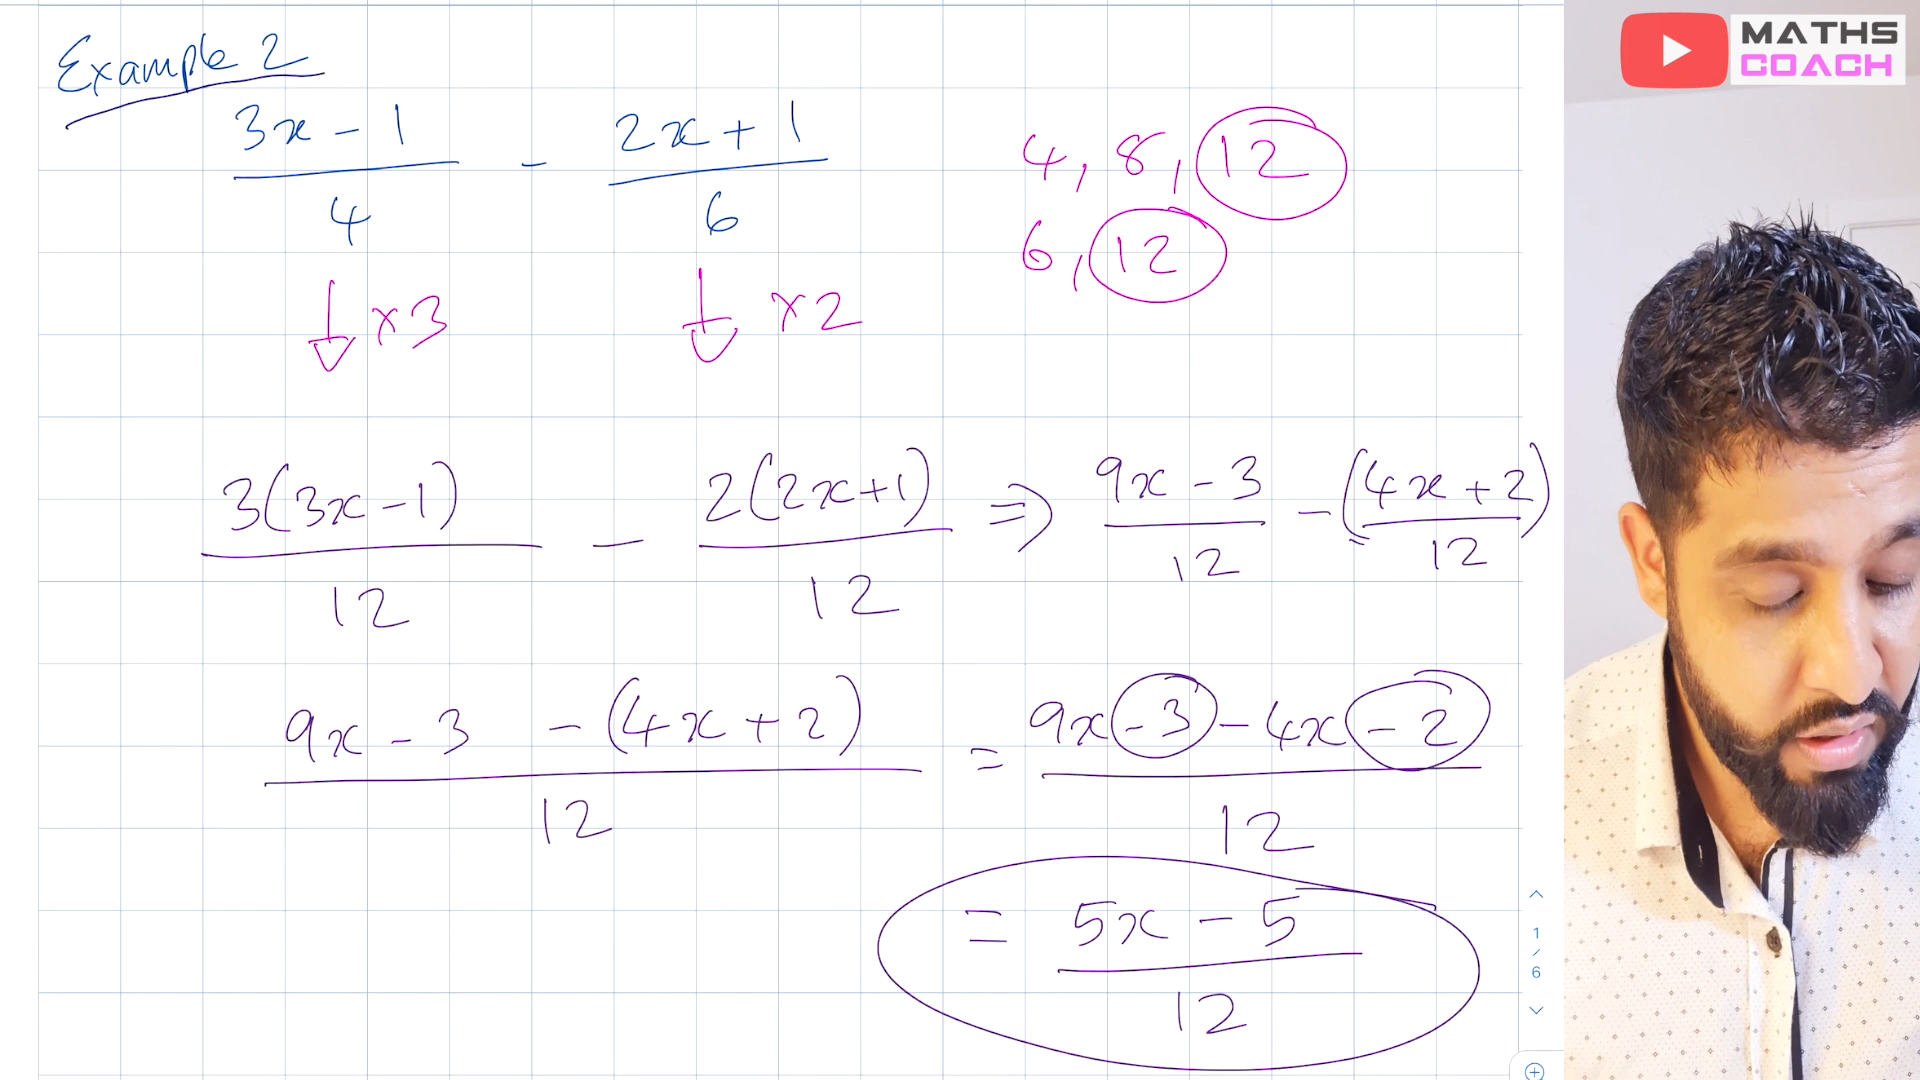 Example 2
3x - 1 / 4 - 2x + 1 / 6
4, 8, 12
6, 12
×3 ×2
3(3x-1) / 12 - 2(2x+1) / 12 ⇒ 9x - 3 / 12 - (4x + 2) / 12
9x - 3 - (4x + 2) / 12 = 9x - 3 - 4x - 2 / 12
= 5x - 5 / 12
MATHS
COACH
1
/
6